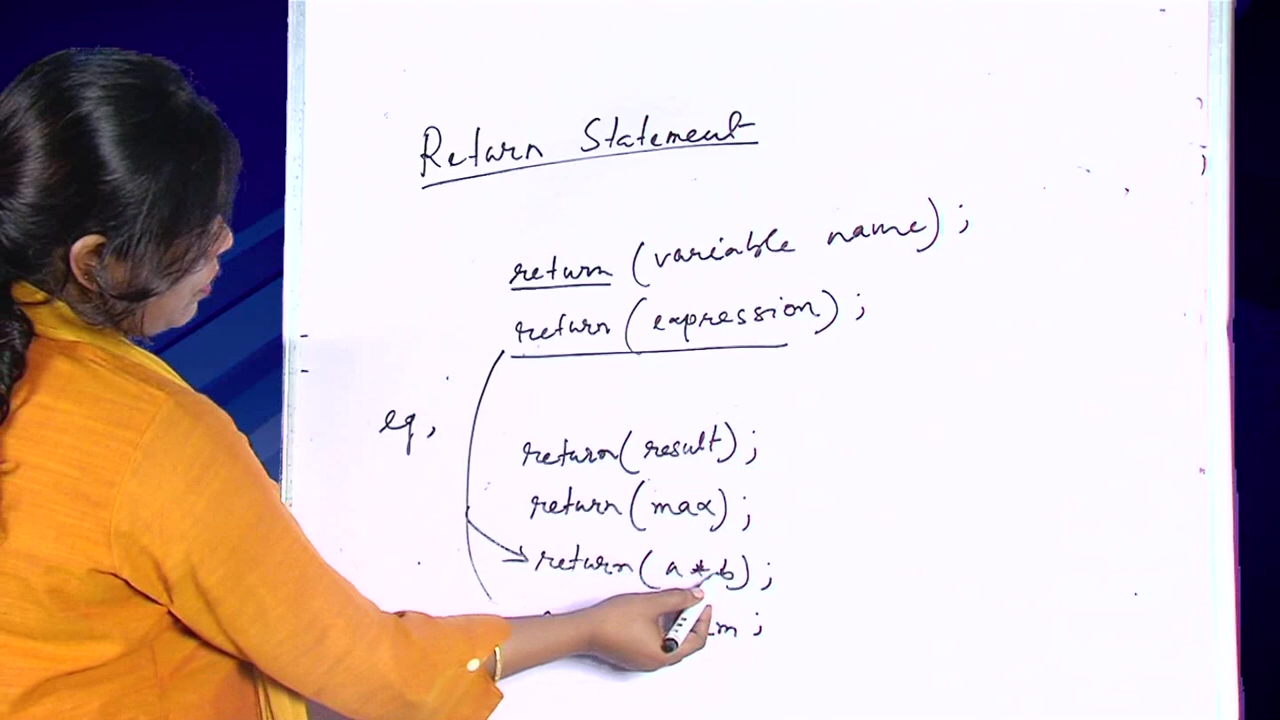 Return Statement
return (variable name);
return (expression);
eg,
return(result);
return(max);
return(a*b);
m;